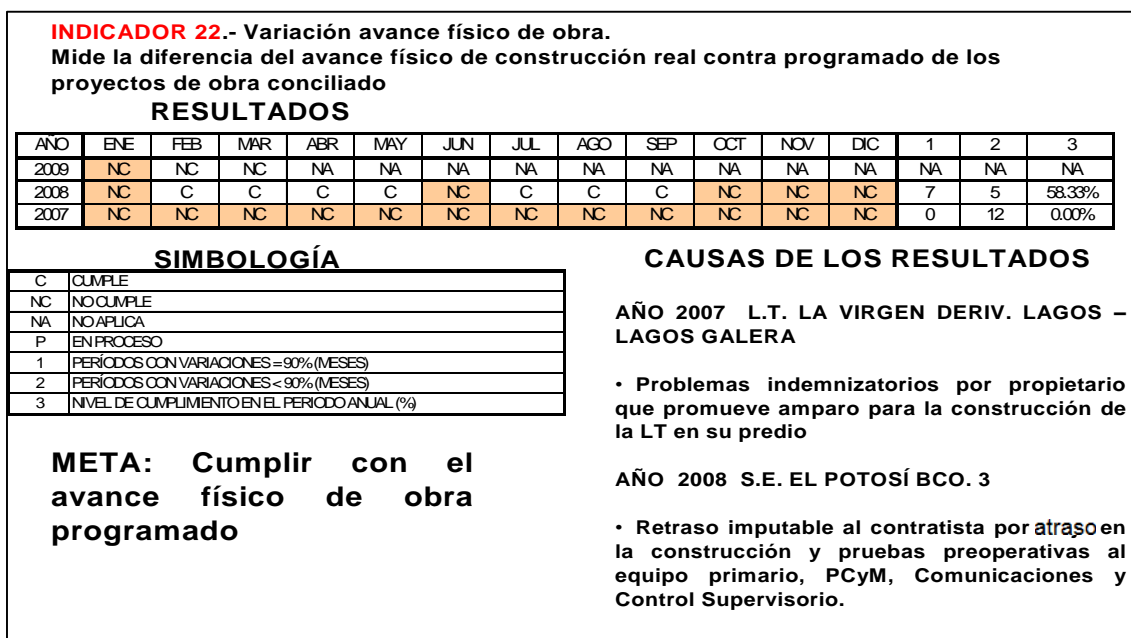 INDICADOR 22.- Variación avance físico de obra.
Mide la diferencia del avance físico de construcción real contra programado de los
proyectos de obra conciliado
RESULTADOS
AÑO ENE FEB MAR ABR MAY JUN JUL AGO SEP OCT NOV DIC 1 2 3
2009 NC NC NC NA NA NA NA NA NA NA NA NA NA NA NA
2008 NC C C C C NC C C C NC NC NC 7 5 58.33%
2007 NC NC NC NC NC NC NC NC NC NC NC NC 0 12 0.00%
SIMBOLOGÍA
C CUMPLE
NC NO CUMPLE
NA NO APLICA
P EN PROCESO
1 PERÍODOS CON VARIACIONES = 90% (MESES)
2 PERÍODOS CON VARIACIONES < 90% (MESES)
3 NIVEL DE CUMPLIMIENTO EN EL PERIODO ANUAL (%)
META: Cumplir con el
avance físico de obra
programado
CAUSAS DE LOS RESULTADOS
AÑO 2007 L.T. LA VIRGEN DERIV. LAGOS –
LAGOS GALERA
• Problemas indemnizatorios por propietario
que promueve amparo para la construcción de
la LT en su predio
AÑO 2008 S.E. EL POTOSÍ BCO. 3
• Retraso imputable al contratista por atraso en
la construcción y pruebas preoperativas al
equipo primario, PCyM, Comunicaciones y
Control Supervisorio.